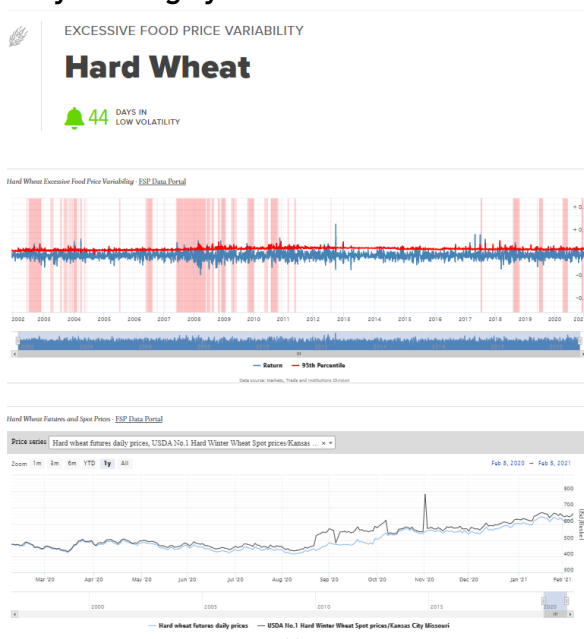 EXCESSIVE FOOD PRICE VARIABILITY
Hard Wheat
44 DAYS IN
LOW VOLATILITY
Hard Wheat Excessive Food Price Variability - FSP Data Portal
2002 2003 2004 2005 2006 2007 2008 2009 2010 2011 2012 2013 2014 2015 2016 2017 2018 2019 2020
Return 95th Percentile
Data source: Markets, Trade and Institutions Division
Hard Wheat Futures and Spot Prices - FSP Data Portal
Price series Hard wheat futures daily prices, USDA No.1 Hard Winter Wheat Spot prices/Kansas ... × ▾
Zoom 1m 3m 6m YTD 1y All Feb 8, 2020 → Feb 8, 2021
800
700
600
500
400
300
USd/Bushel
Mar '20 Apr '20 May '20 Jun '20 Jul '20 Aug '20 Sep '20 Oct '20 Nov '20 Dec '20 Jan '21 Feb '21
2000 2005 2010 2015 2020
Hard wheat futures daily prices USDA No.1 Hard Winter Wheat Spot prices/Kansas City Missouri